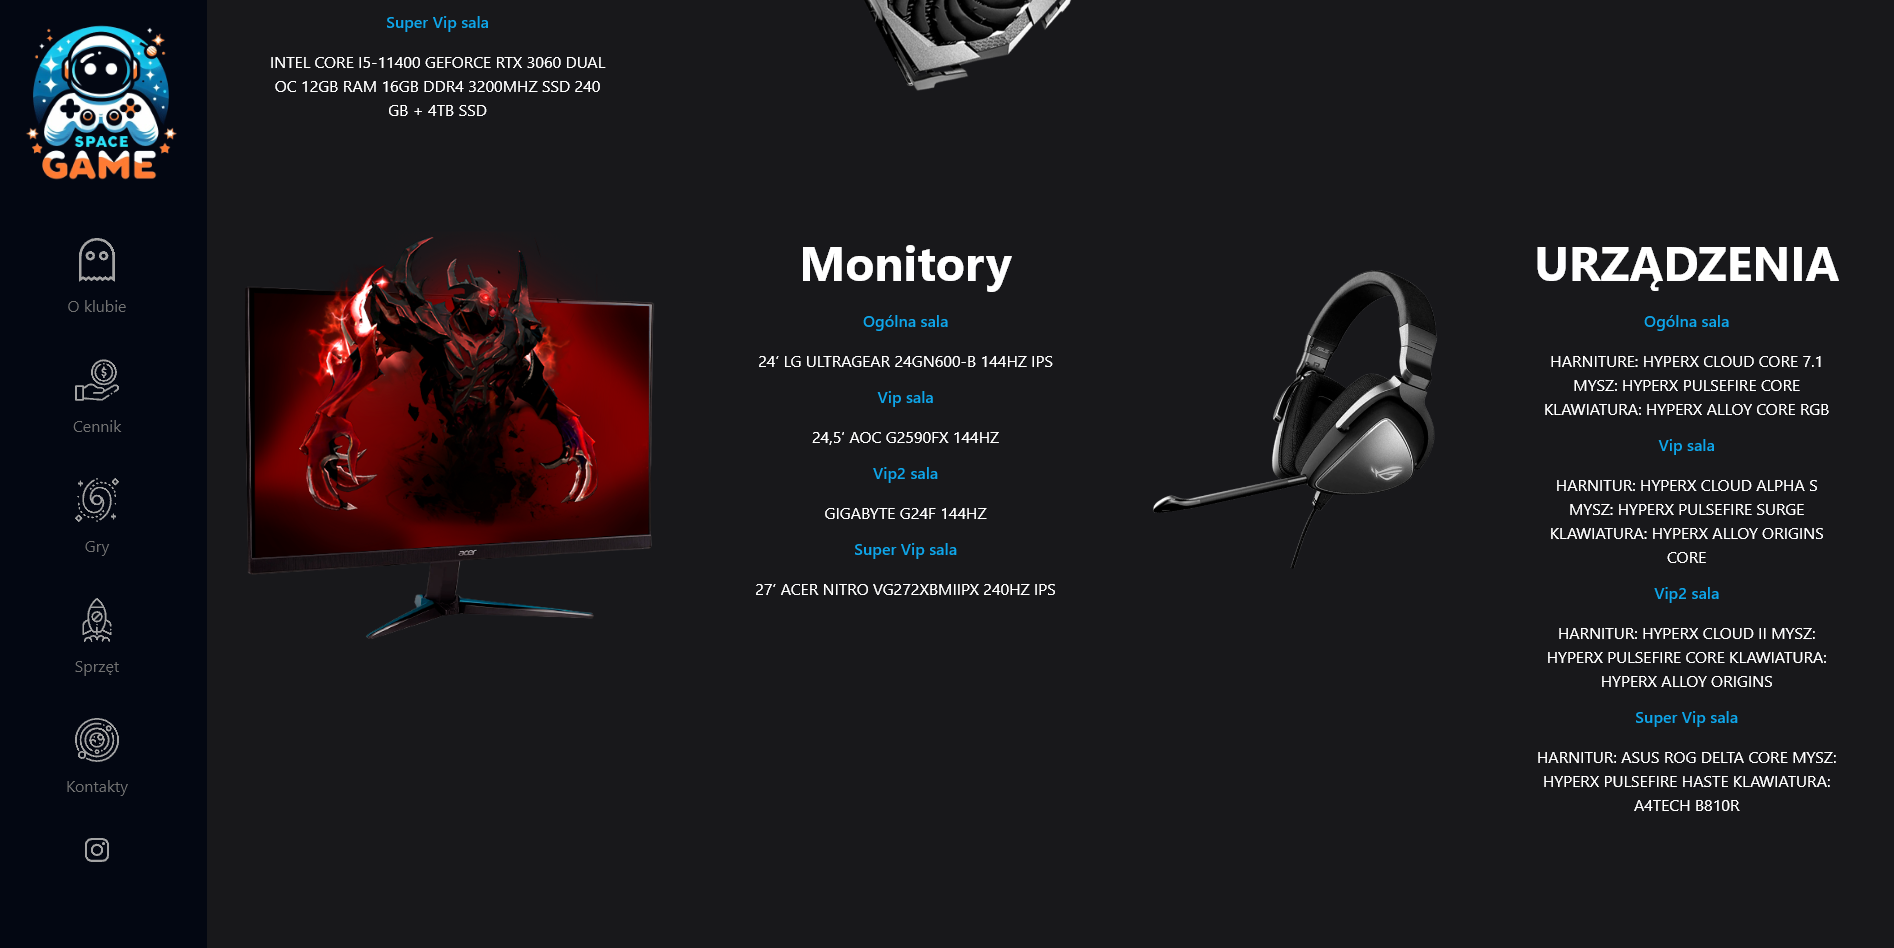 SPACE
GAME
O klubie
Cennik
Gry
Sprzęt
Kontakty
Super Vip sala
INTEL CORE I5-11400 GEFORCE RTX 3060 DUAL
OC 12GB RAM 16GB DDR4 3200MHZ SSD 240
GB + 4TB SSD
acer
Monitory
Ogólna sala
24‘ LG ULTRAGEAR 24GN600-B 144HZ IPS
Vip sala
24,5‘ AOC G2590FX 144HZ
Vip2 sala
GIGABYTE G24F 144HZ
Super Vip sala
27‘ ACER NITRO VG272XBMIIPX 240HZ IPS
URZĄDZENIA
Ogólna sala
HARNITURE: HYPERX CLOUD CORE 7.1
MYSZ: HYPERX PULSEFIRE CORE
KLAWIATURA: HYPERX ALLOY CORE RGB
Vip sala
HARNITUR: HYPERX CLOUD ALPHA S
MYSZ: HYPERX PULSEFIRE SURGE
KLAWIATURA: HYPERX ALLOY ORIGINS
CORE
Vip2 sala
HARNITUR: HYPERX CLOUD II MYSZ:
HYPERX PULSEFIRE CORE KLAWIATURA:
HYPERX ALLOY ORIGINS
Super Vip sala
HARNITUR: ASUS ROG DELTA CORE MYSZ:
HYPERX PULSEFIRE HASTE KLAWIATURA:
A4TECH B810R